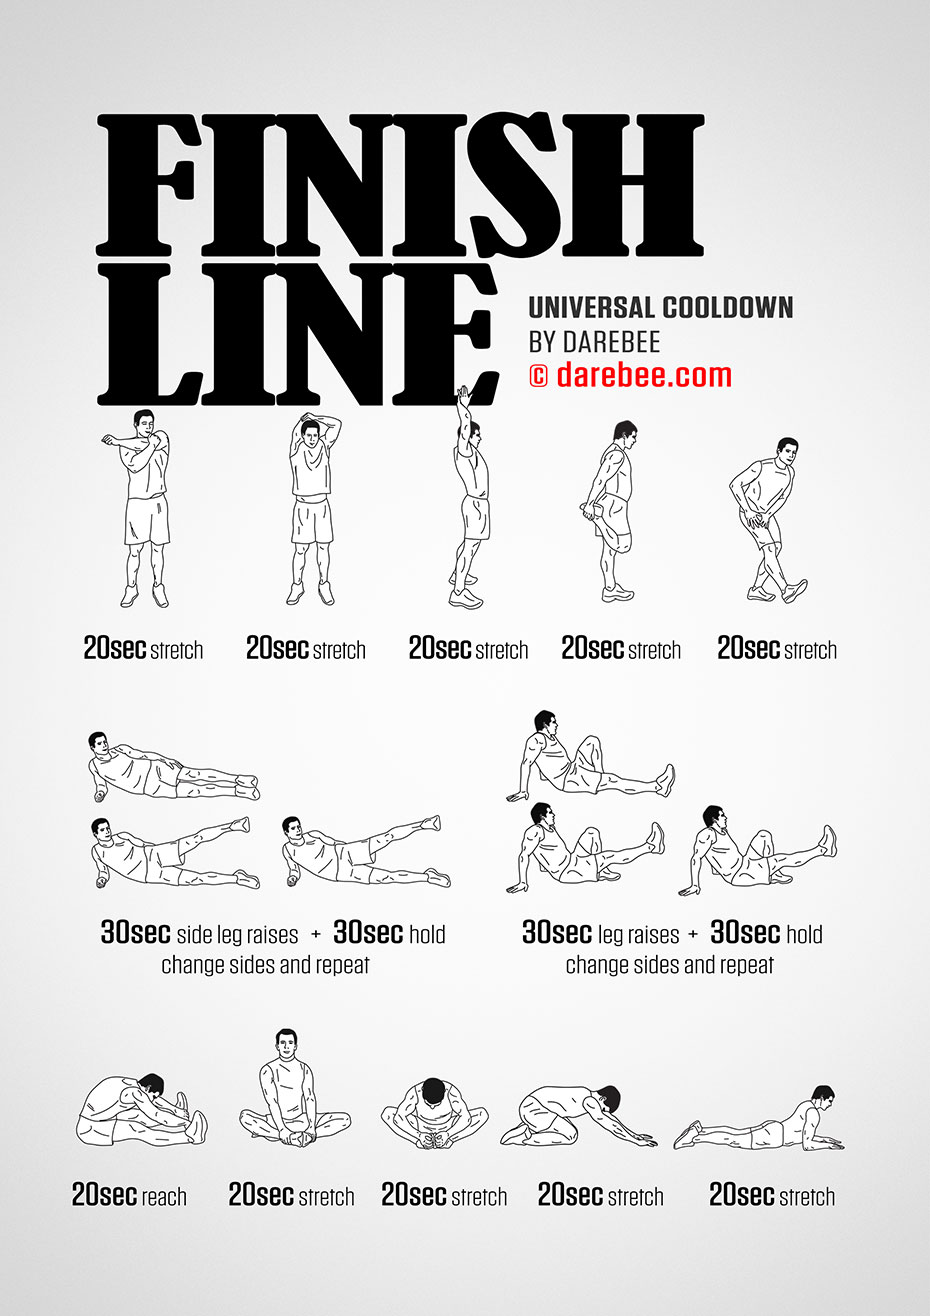 FINISH
LINE
UNIVERSAL COOLDOWN
BY DAREBEE
© darebee.com
20sec stretch
20sec stretch
20sec stretch
20sec stretch
20sec stretch
30sec side leg raises + 30sec hold
change sides and repeat
30sec leg raises + 30sec hold
change sides and repeat
20sec reach
20sec stretch
20sec stretch
20sec stretch
20sec stretch